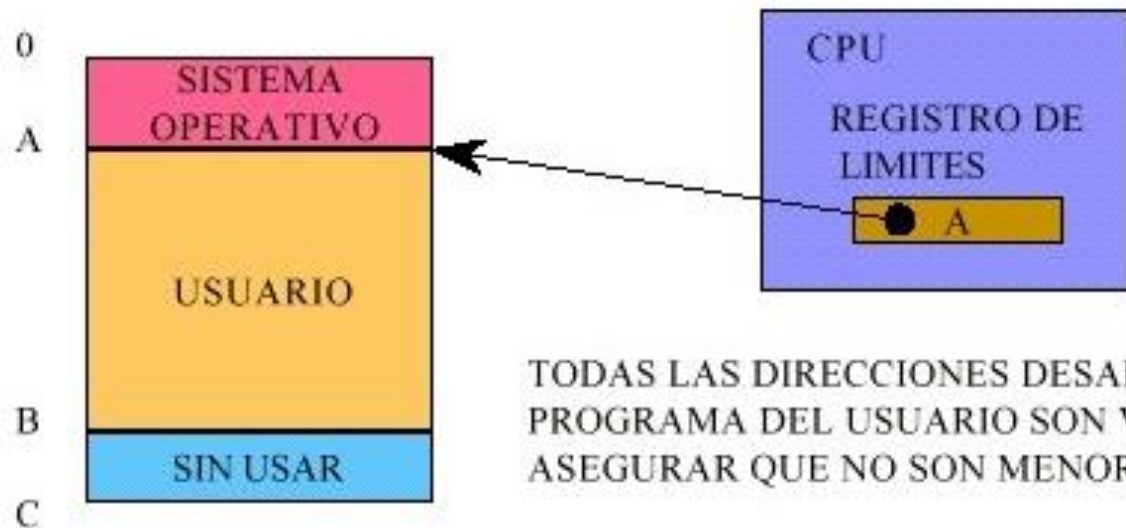 0
SISTEMA
OPERATIVO
A
USUARIO
B
SIN USAR
C
CPU
REGISTRO DE
LIMITES
A
TODAS LAS DIRECCIONES
PROGRAMA DEL USUARIO SON
ASEGURAR QUE NO SON